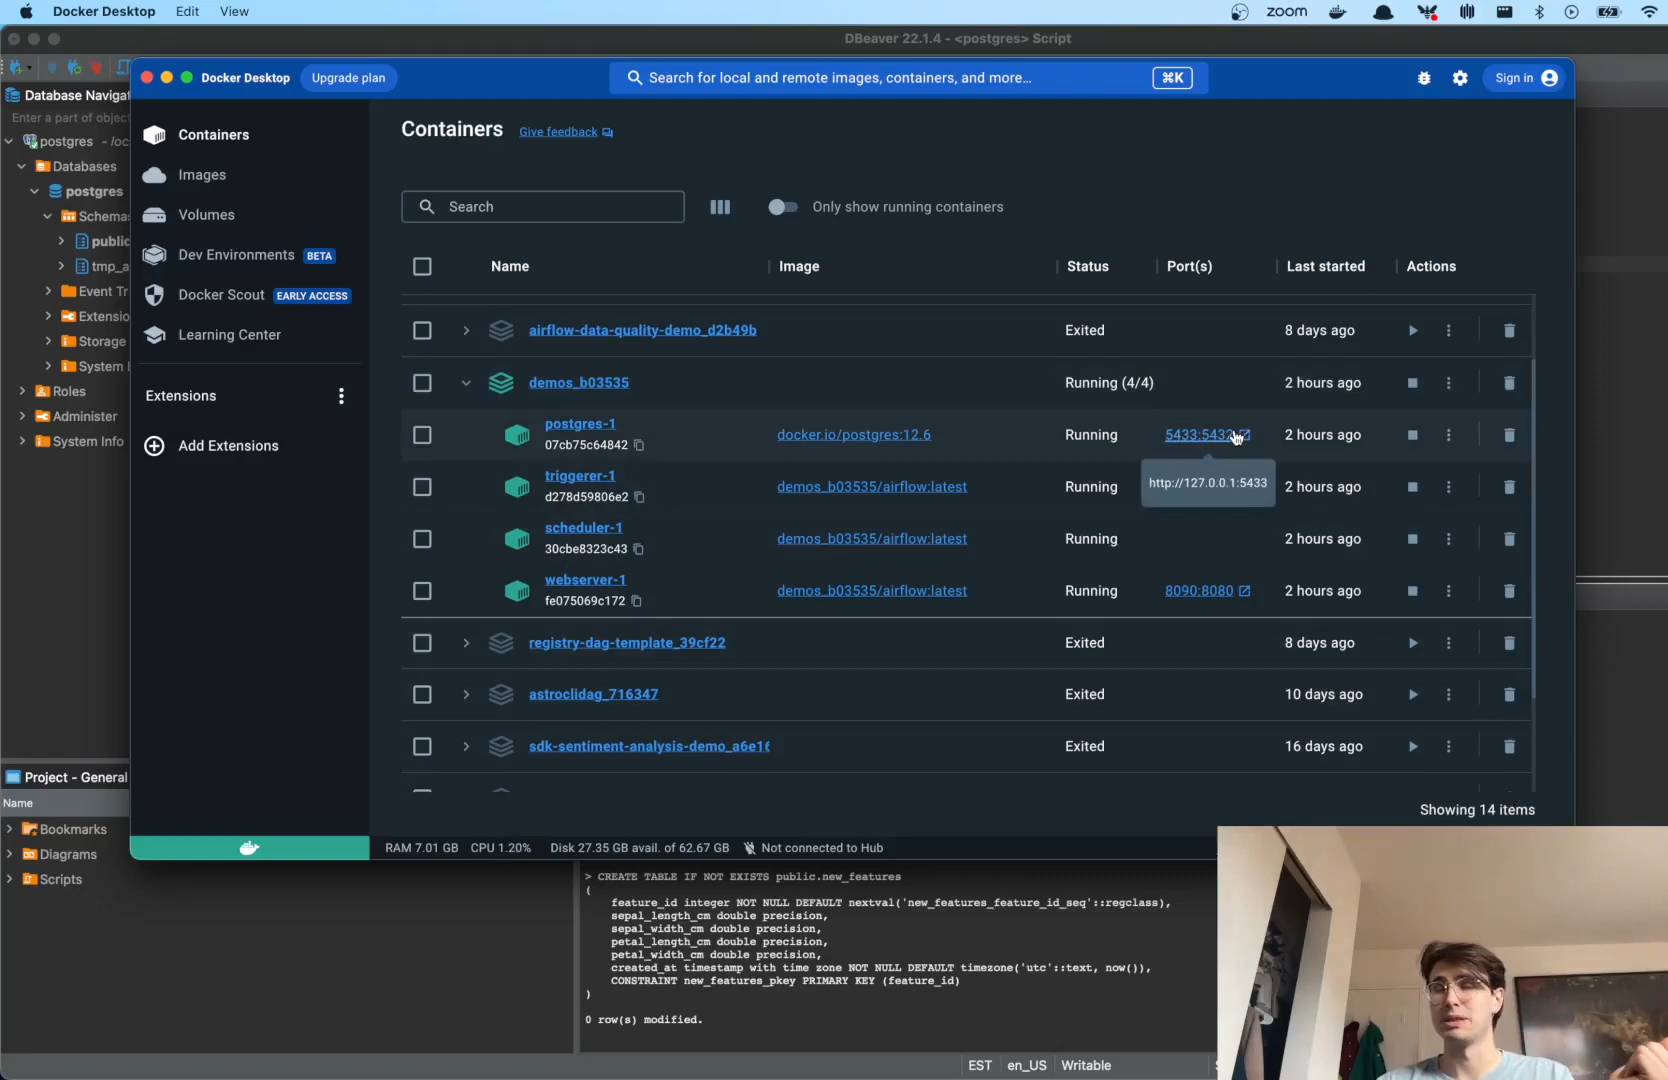 Docker Desktop Edit View
zoom
DBeaver 22.1.4 - <postgres> Script
Docker Desktop Upgrade plan
Search for local and remote images, containers, and more... ⌘K
Sign in
Database Navigat
Enter a part of objec
postgres - loc
Databases
postgres
Schemas
public
tmp_a
Event Tr
Extensio
Storage
System I
Roles
Administer
System Info
Project - General
Name
Bookmarks
Diagrams
Scripts
Containers
Images
Volumes
Dev Environments BETA
Docker Scout EARLY ACCESS
Learning Center
Extensions
Add Extensions
Containers Give feedback
Search
Only show running containers
Name Image Status Port(s) Last started Actions
airflow-data-quality-demo_d2b49b Exited 8 days ago
demos_b03535 Running (4/4) 2 hours ago
postgres-1
07cb75c64842
docker.io/postgres:12.6 Running 5433:5432 2 hours ago
http://127.0.0.1:5433
triggerer-1
d278d59806e2
demos_b03535/airflow:latest Running 2 hours ago
scheduler-1
30cbe8323c43
demos_b03535/airflow:latest Running 2 hours ago
webserver-1
fe075069c172
demos_b03535/airflow:latest Running 8090:8080 2 hours ago
registry-dag-template_39cf22 Exited 8 days ago
astroclidag_716347 Exited 10 days ago
sdk-sentiment-analysis-demo_a6e16 Exited 16 days ago
Showing 14 items
RAM 7.01 GB CPU 1.20% Disk 27.35 GB avail. of 62.67 GB Not connected to Hub
> CREATE TABLE IF NOT EXISTS public.new_features
(
feature_id integer NOT NULL DEFAULT nextval('new_features_feature_id_seq'::regclass),
sepal_length_cm double precision,
sepal_width_cm double precision,
petal_length_cm double precision,
petal_width_cm double precision,
created_at timestamp with time zone NOT NULL DEFAULT timezone('utc'::text, now()),
CONSTRAINT new_features_pkey PRIMARY KEY (feature_id)
)
0 row(s) modified.
EST en_US Writable